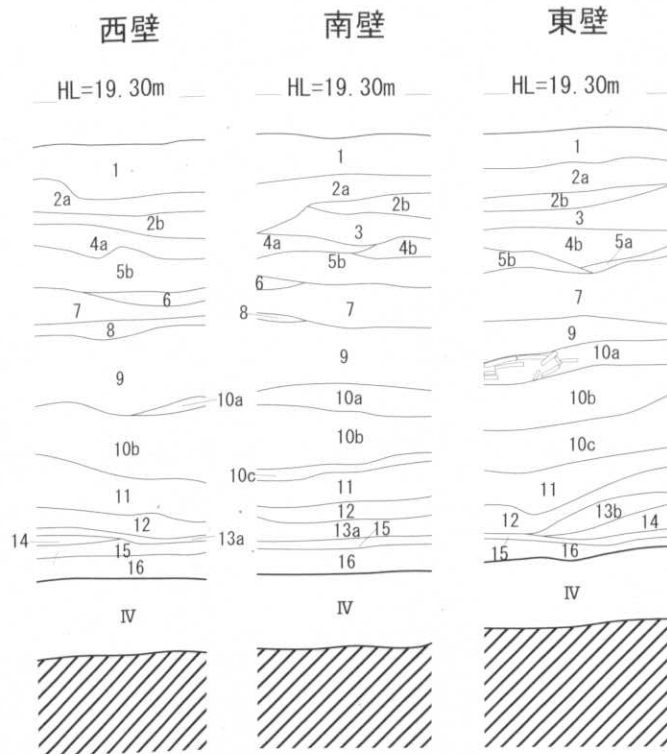 西壁
HL=19.30m
1
2a
2b
4a
5b
6
7
8
9
10a
10b
11
12
13a
14
15
16
Ⅳ
南壁
HL=19.30m
1
2a
2b
3
4a
4b
5b
6
7
8
9
10a
10b
10c
11
12
13a
15
16
Ⅳ
東壁
HL=19.30m
1
2a
2b
3
4b
5a
5b
7
9
10a
10b
10c
11
12
13b
14
15
16
Ⅳ